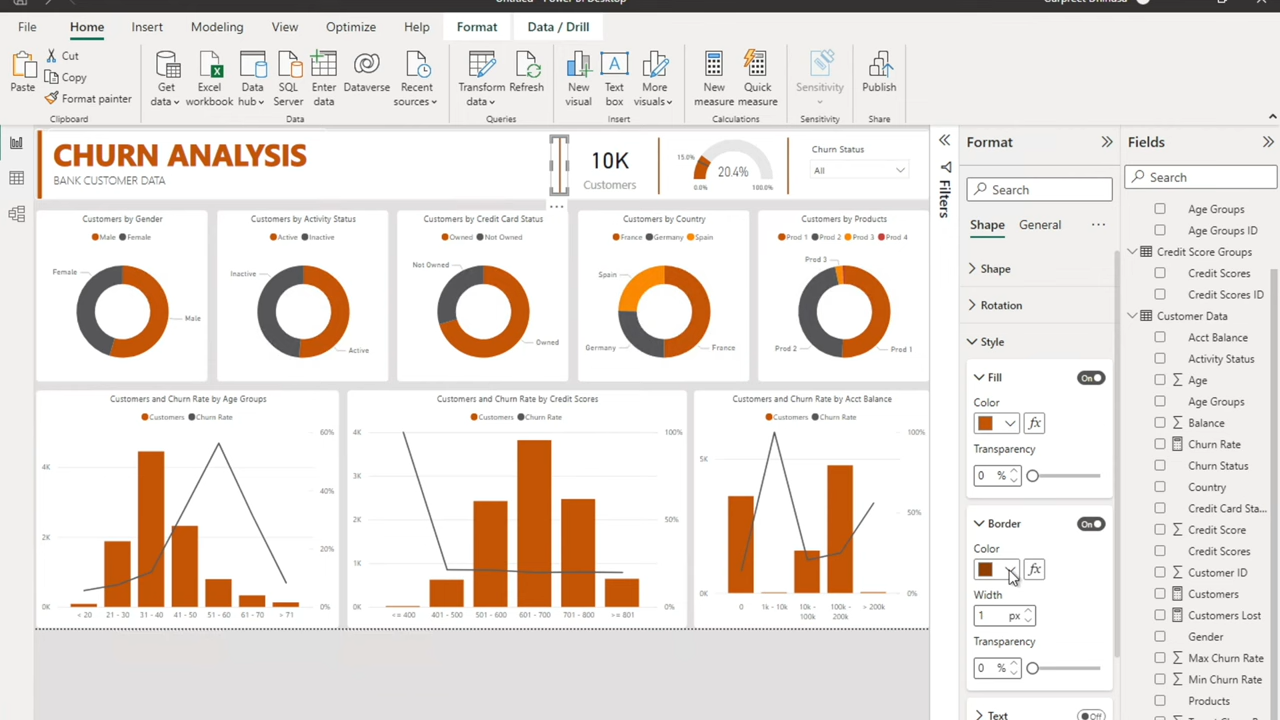 File Home Insert Modeling View Optimize Help Format Data / Drill
Cut
Copy
Format painter
Paste
Get data
Excel workbook
Data hub
SQL Server
Enter data
Dataverse
Recent sources
Transform data
Refresh
New visual
Text box
More visuals
New measure
Quick measure
Sensitivity
Publish
Clipboard Data Queries Insert Calculations Sensitivity Share
CHURN ANALYSIS
BANK CUSTOMER DATA
10K
Customers
15.0%
20.4%
0.0% 100.0%
Churn Status
All
Customers by Gender
Male Female
Female
Male
Customers by Activity Status
Active Inactive
Inactive
Active
Customers by Credit Card Status
Owned Not Owned
Not Owned
Owned
Customers by Country
France Germany Spain
Spain
Germany
France
Customers by Products
Prod 1 Prod 2 Prod 3 Prod 4
Prod 3
Prod 2
Prod 1
Customers and Churn Rate by Age Groups
Customers Churn Rate
60%
4K
40%
2K
20%
0K 0%
< 20 21 - 30 31 - 40 41 - 50 51 - 60 61 - 70 > 71
Customers and Churn Rate by Credit Scores
Customers Churn Rate
4K 100%
3K
2K 50%
1K
0K 0%
<= 400 401 - 500 501 - 600 601 - 700 701 - 800 >= 801
Customers and Churn Rate by Acct Balance
Customers Churn Rate
100%
5K
50%
0K 0%
0 1k - 10k 10k - 100k 100k - 200k > 200k
Filters
Format
Search
Shape General
Shape
Rotation
Style
Fill On
Color
fx
Transparency
0 %
Border On
Color
fx
Width
1 px
Transparency
0 %
Text Off
Fields
Search
Age Groups
Age Groups ID
Credit Score Groups
Credit Scores
Credit Scores ID
Customer Data
Acct Balance
Activity Status
Age
Age Groups
Balance
Churn Rate
Churn Status
Country
Credit Card Sta...
Credit Score
Credit Scores
Customer ID
Customers
Customers Lost
Gender
Max Churn Rate
Min Churn Rate
Products